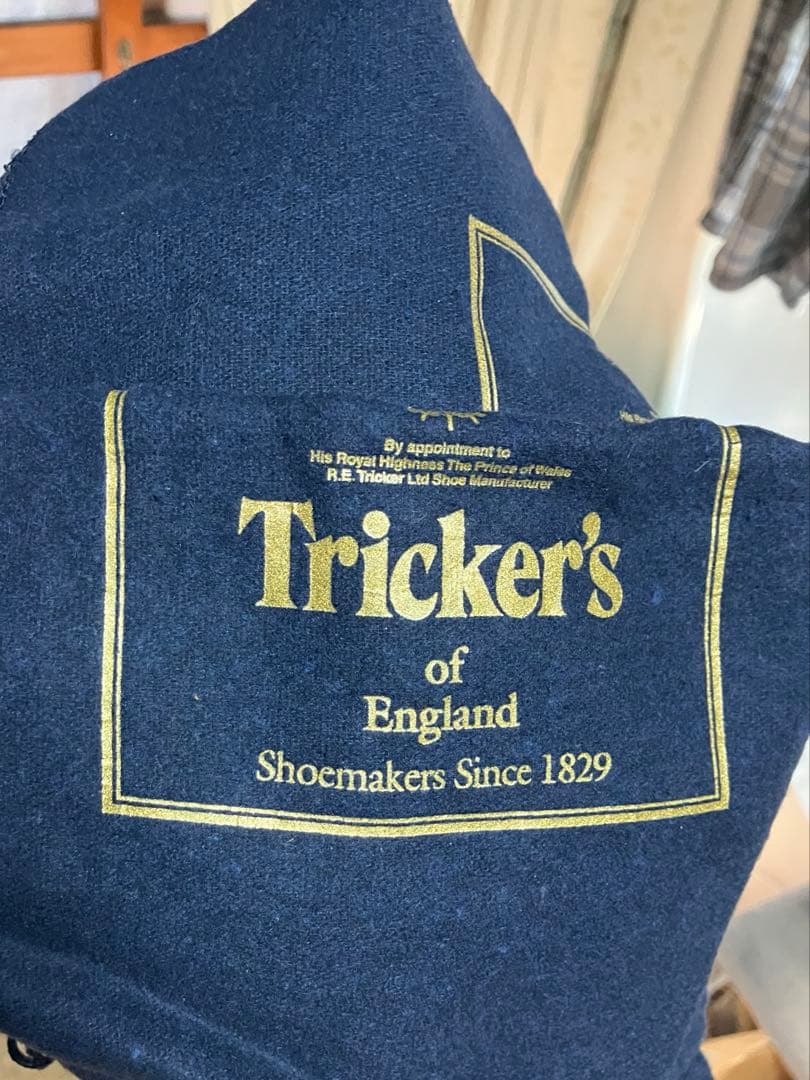 By appointment to
His Royal Highness The Prince of Wales
R.E. Tricker Ltd Shoe Manufacturer
Tricker's
of
England
Shoemakers Since 1829